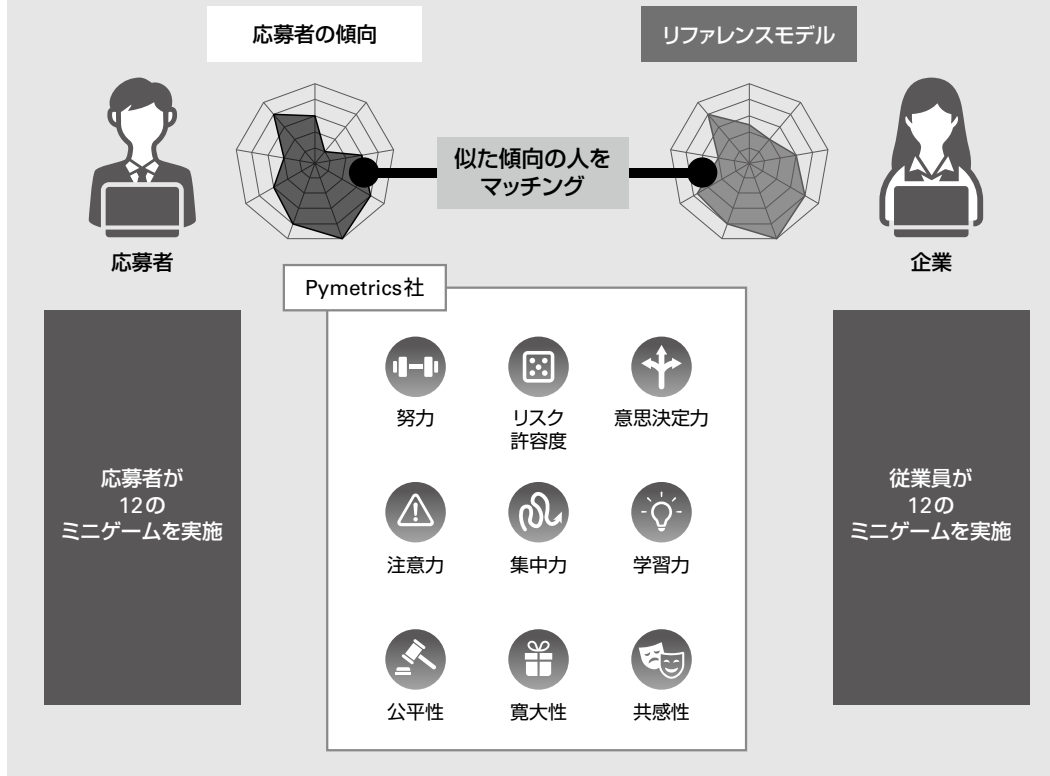 応募者の傾向
リファレンスモデル
似た傾向の人を
マッチング
応募者
企業
Pymetrics社
応募者が
12の
ミニゲームを実施
努力
リスク
許容度
意思決定力
注意力
集中力
学習力
公平性
寛大性
共感性
従業員が
12の
ミニゲームを実施